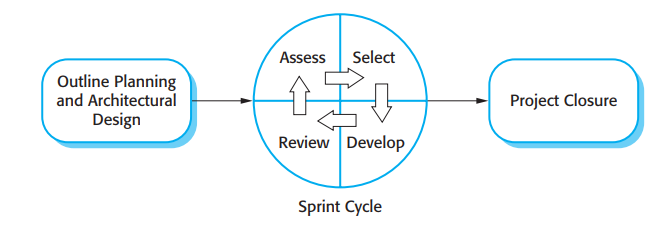 Outline Planning
and Architectural
Design
Assess
Select
Review
Develop
Sprint Cycle
Project Closure